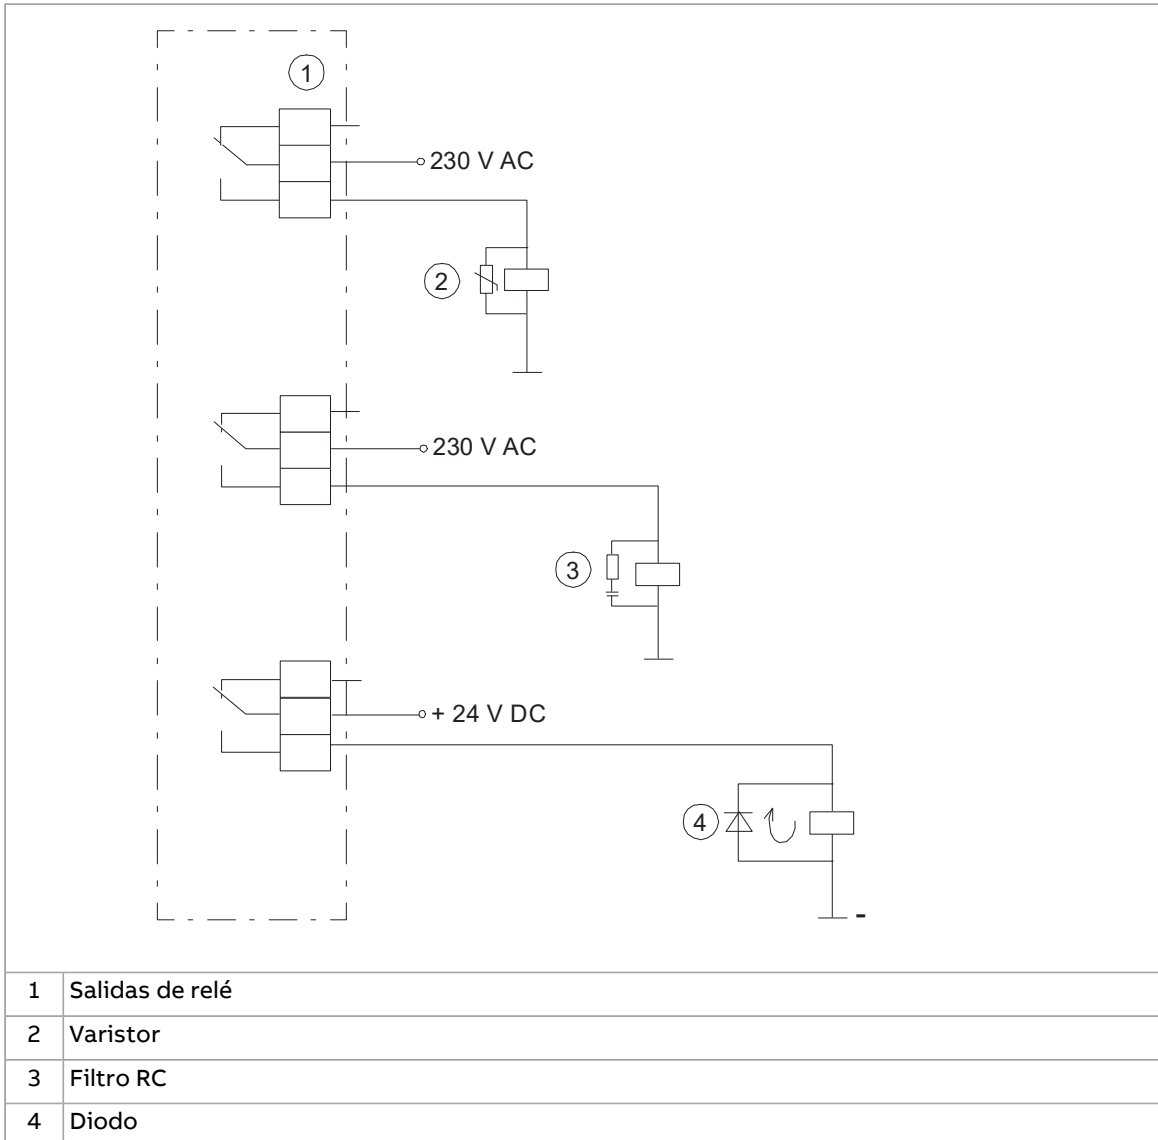 1
230 V AC
2
230 V AC
3
+ 24 V DC
4
-
1 Salidas de relé
2 Varistor
3 Filtro RC
4 Diodo